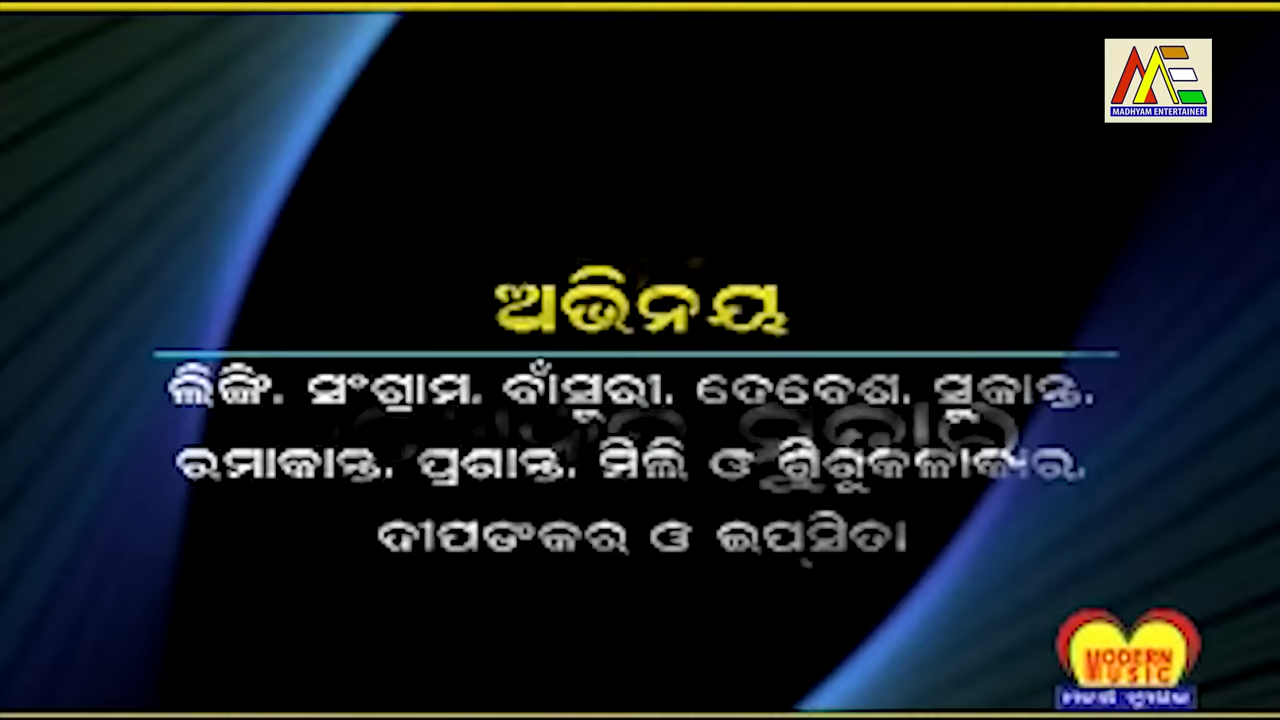 MADHYAM ENTERTAINER
ଅଭିନୟ
ଲିଙ୍କି. ସଂଗ୍ରାମ. ବାଁସୁରୀ. ଦେବେଶ. ସୁକାନ୍ତ.
ରମାକାନ୍ତ. ପ୍ରଶାନ୍ତ. ମିଲି ଓ ଶିଶୁକଳାକାର.
ଦୀପଙ୍କର ଓ ଇପ୍ସିତା
MODERN
MUSIC